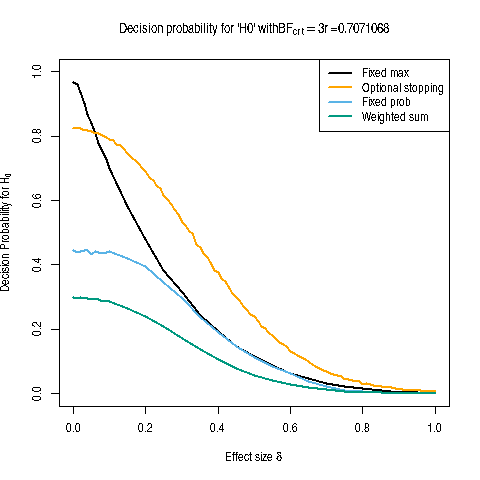 Decision probability for 'H0' withBFcrit = 3r=0.7071068
Fixed max
Optional stopping
Fixed prob
Weighted sum
Decision Probability for H0
1.0
0.8
0.6
0.4
0.2
0.0
0.0 0.2 0.4 0.6 0.8 1.0
Effect size δ